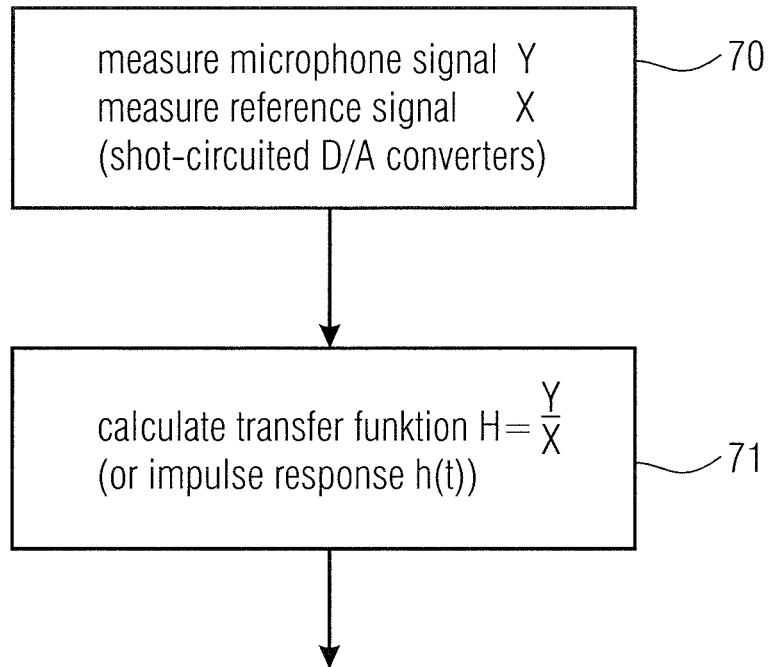 measure microphone signal Y
measure reference signal X
(shot-circuited D/A converters)
70
calculate transfer funktion H = Y/X
(or impulse response h(t))
71